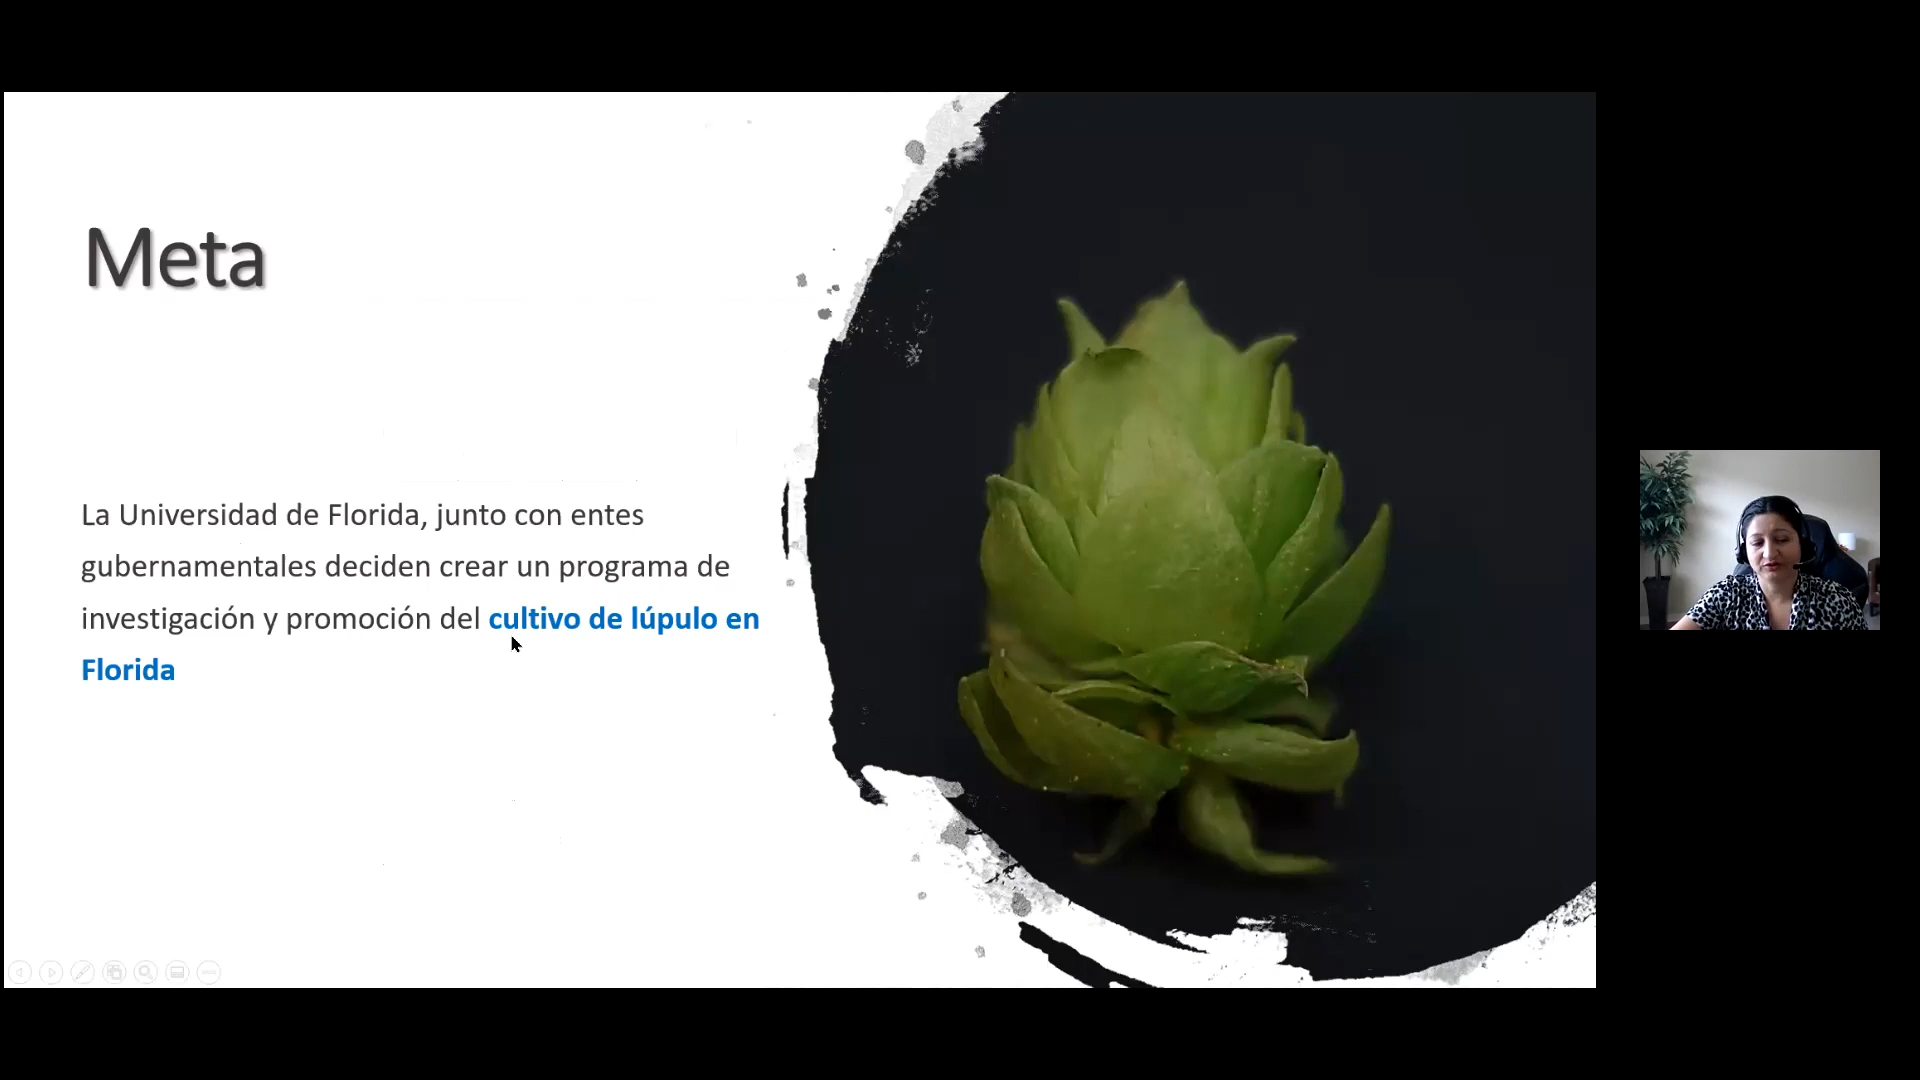 Meta
La Universidad de Florida, junto con entes
gubernamentales deciden crear un programa de
investigación y promoción del cultivo de lúpulo en
Florida